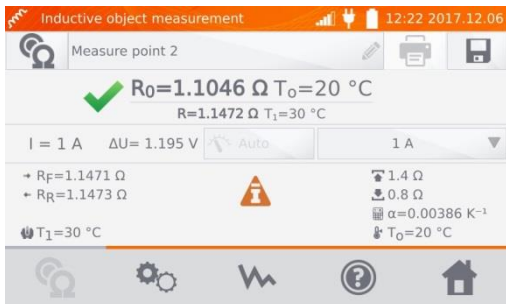 Inductive object measurement 12:22 2017.12.06
Measure point 2
R0=1.1046 Ω To=20 °C
R=1.1472 Ω T1=30 °C
I = 1 A ΔU= 1.195 V Auto 1 A
RF=1.1471 Ω 1.4 Ω
RR=1.1473 Ω 0.8 Ω
α=0.00386 K⁻¹
T1=30 °C To=20 °C